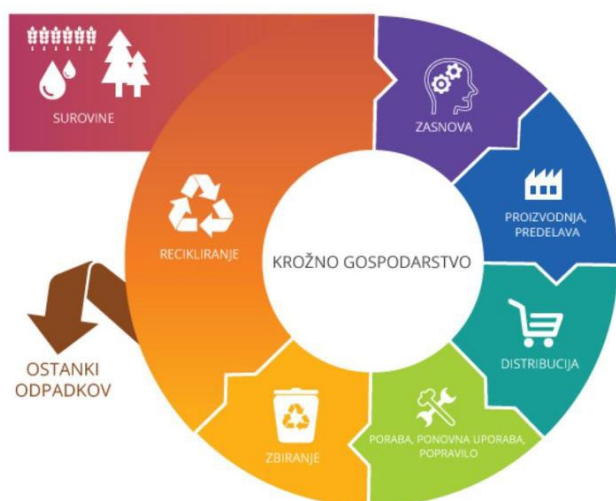 SUROVINE
ZASNOVA
PROIZVODNJA,
PREDELAVA
RECIKLIRANJE
KROŽNO GOSPODARSTVO
DISTRIBUCIJA
OSTANKI
ODPADKOV
PORABA, PONOVNA UPORABA,
POPRAVILO
ZBIRANJE